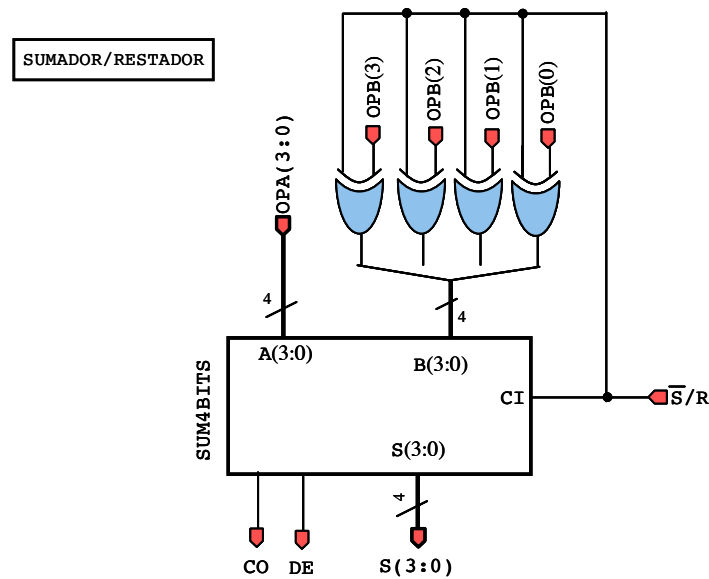 SUMADOR/RESTADOR
OPB(3)
OPB(2)
OPB(1)
OPB(0)
OPA(3:0)
4
4
A(3:0)
B(3:0)
CI
S̅/R
SUM4BITS
S(3:0)
4
CO
DE
S(3:0)